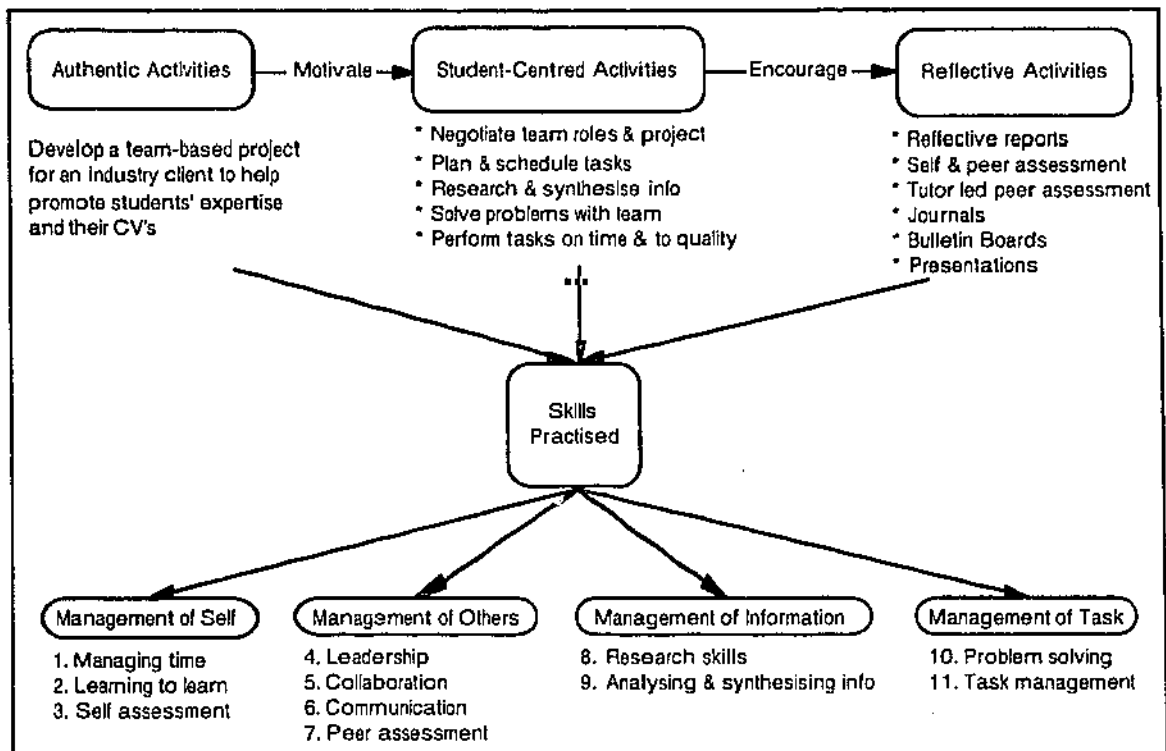 Authentic Activities
Motivate
Student-Centred Activities
Encourage
Reflective Activities
Develop a team-based project
for an industry client to help
promote students' expertise
and their CV's
* Negotiate team roles & project
* Plan & schedule tasks
* Research & synthesise info
* Solve problems with team
* Perform tasks on time & to quality
...
* Reflective reports
* Self & peer assessment
* Tutor led peer assessment
* Journals
* Bulletin Boards
* Presentations
Skills
Practised
Management of Self
1. Managing time
2. Learning to learn
3. Self assessment
Management of Others
4. Leadership
5. Collaboration
6. Communication
7. Peer assessment
Management of Information
8. Research skills
9. Analysing & synthesising info
Management of Task
10. Problem solving
11. Task management